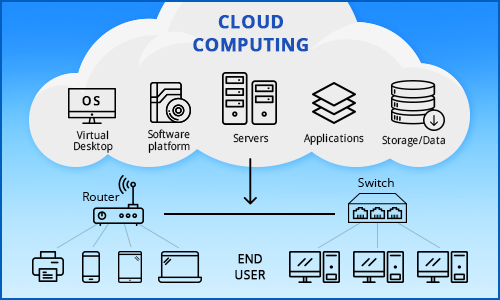 CLOUD
COMPUTING
OS
Virtual
Desktop
Software
platform
Servers
Applications
Storage/Data
Router
Switch
END
USER